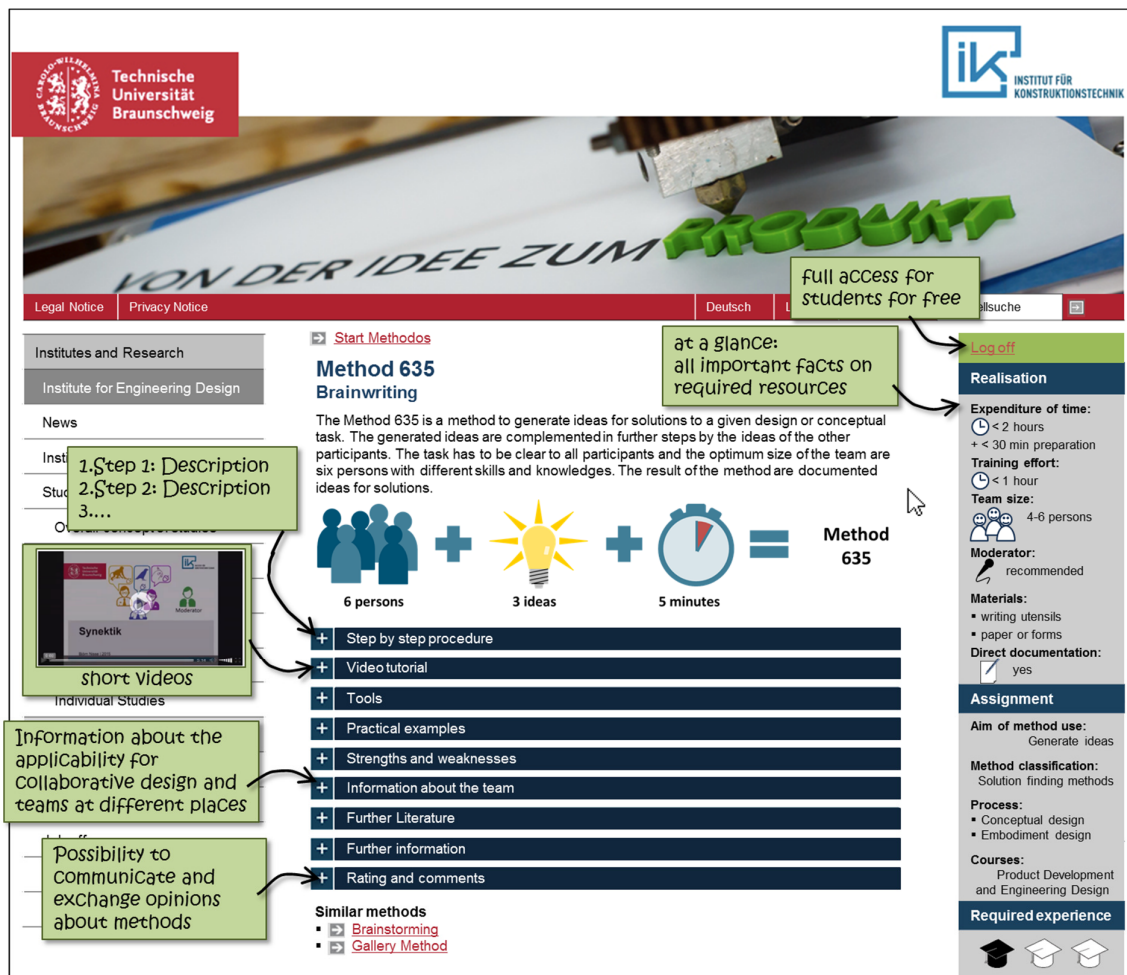 CAROLO-WILHELMINA
BRAUNSCHWEIG
Technische
Universität
Braunschweig
ik
INSTITUT FÜR
KONSTRUKTIONSTECHNIK
VON DER IDEE ZUM PRODUKT
full access for
students for free
Legal Notice
Privacy Notice
Deutsch
ellsuche
Institutes and Research
Institute for Engineering Design
News
Insti
Stu
1.Step 1: Description
2.Step 2: Description
3....
Synektik
Moderator
short videos
Individual Studies
Information about the
applicability for
collaborative design and
teams at different places
Possibility to
communicate and
exchange opinions
about methods
Start Methodos
Method 635
Brainwriting
The Method 635 is a method to generate ideas for solutions to a given design or conceptual
task. The generated ideas are complemented in further steps by the ideas of the other
participants. The task has to be clear to all participants and the optimum size of the team are
six persons with different skills and knowledges. The result of the method are documented
ideas for solutions.
6 persons
3 ideas
5 minutes
Method
635
+ Step by step procedure
+ Video tutorial
+ Tools
+ Practical examples
+ Strengths and weaknesses
+ Information about the team
+ Further Literature
+ Further information
+ Rating and comments
Similar methods
▪ Brainstorming
▪ Gallery Method
at a glance:
all important facts on
required resources
Log off
Realisation
Expenditure of time:
< 2 hours
+ < 30 min preparation
Training effort:
< 1 hour
Team size:
4-6 persons
Moderator:
recommended
Materials:
▪ writing utensils
▪ paper or forms
Direct documentation:
yes
Assignment
Aim of method use:
Generate ideas
Method classification:
Solution finding methods
Process:
▪ Conceptual design
▪ Embodiment design
Courses:
Product Development
and Engineering Design
Required experience